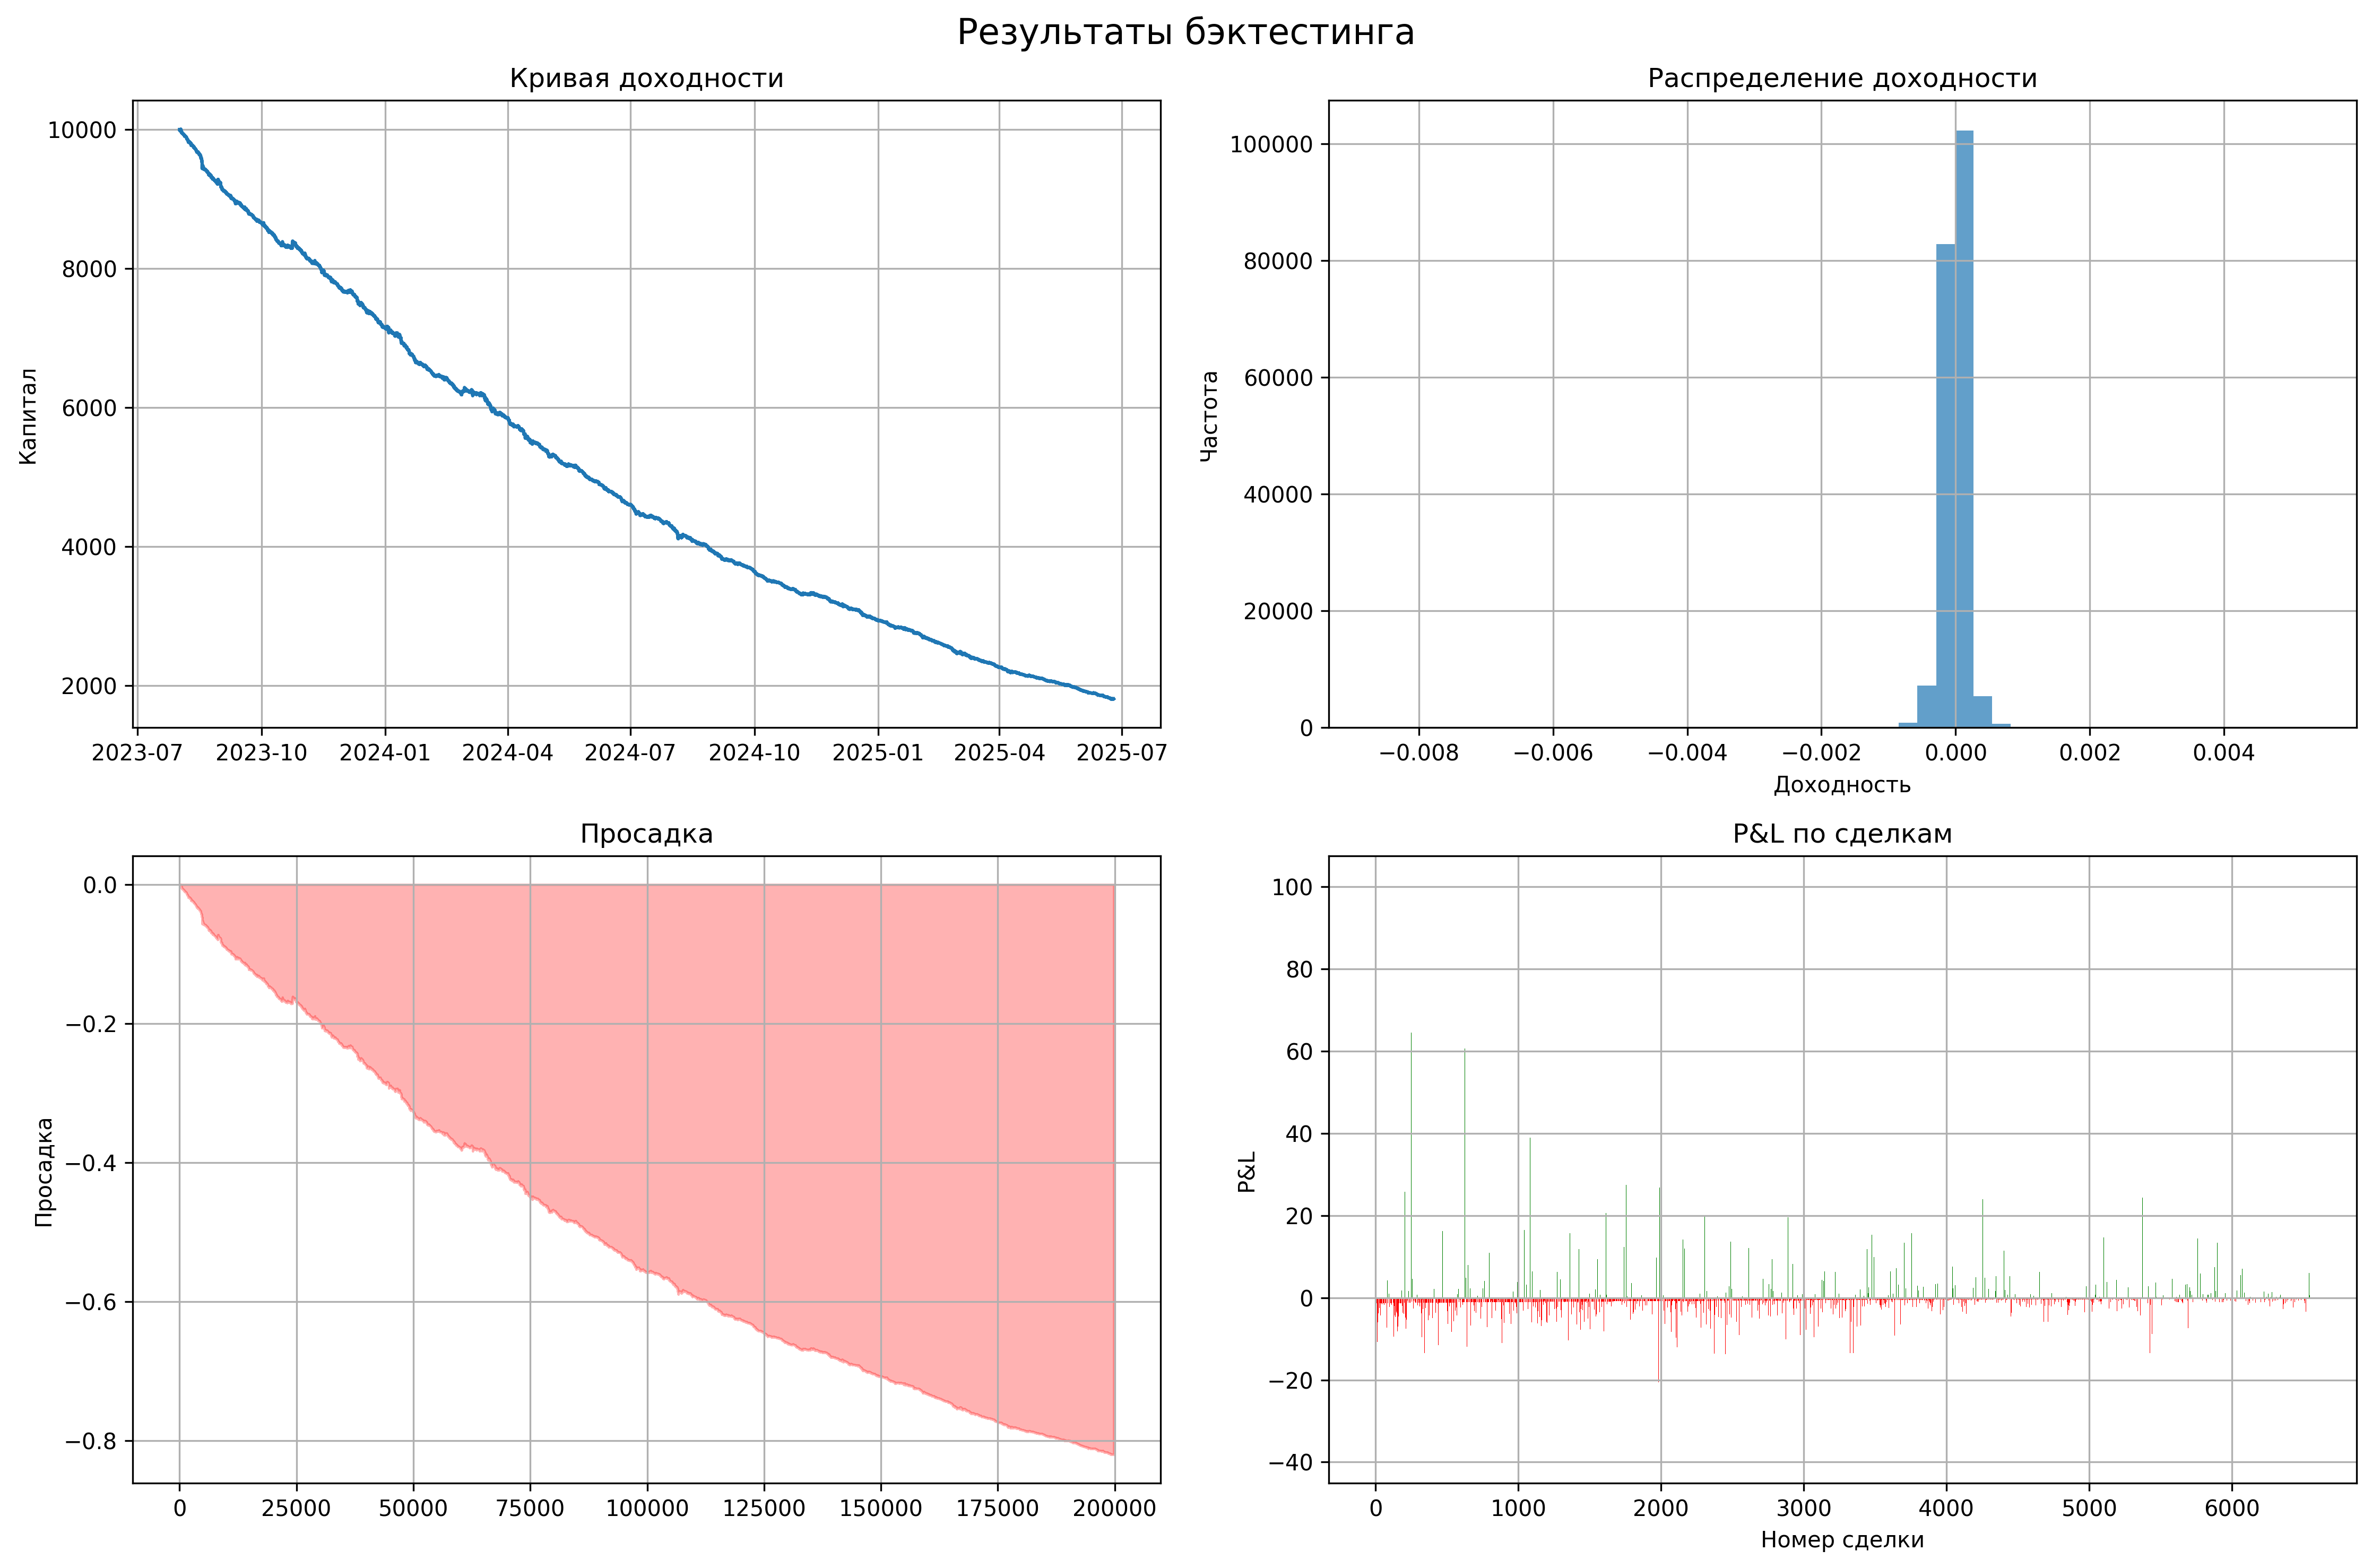 Результаты бэктестинга
Кривая доходности
Капитал
10000
8000
6000
4000
2000
2023-07 2023-10 2024-01 2024-04 2024-07 2024-10 2025-01 2025-04 2025-07
Распределение доходности
Частота
100000
80000
60000
40000
20000
0
−0.008 −0.006 −0.004 −0.002 0.000 0.002 0.004
Доходность
Просадка
Просадка
0.0
−0.2
−0.4
−0.6
−0.8
0 25000 50000 75000 100000 125000 150000 175000 200000
P&L по сделкам
P&L
100
80
60
40
20
0
−20
−40
0 1000 2000 3000 4000 5000 6000
Номер сделки